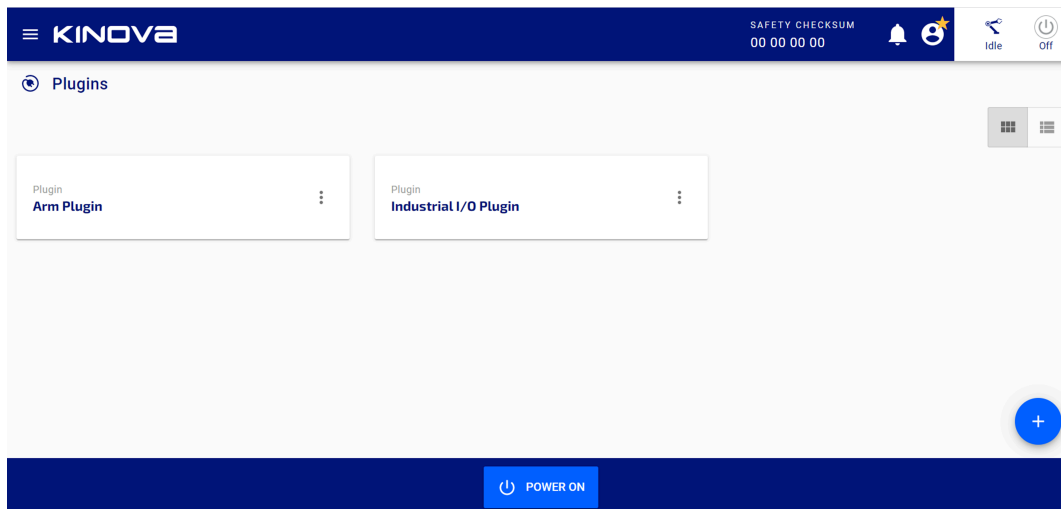 KINOVA
SAFETY CHECKSUM
00 00 00 00
Idle
Off
Plugins
Plugin
Arm Plugin
Plugin
Industrial I/O Plugin
POWER ON